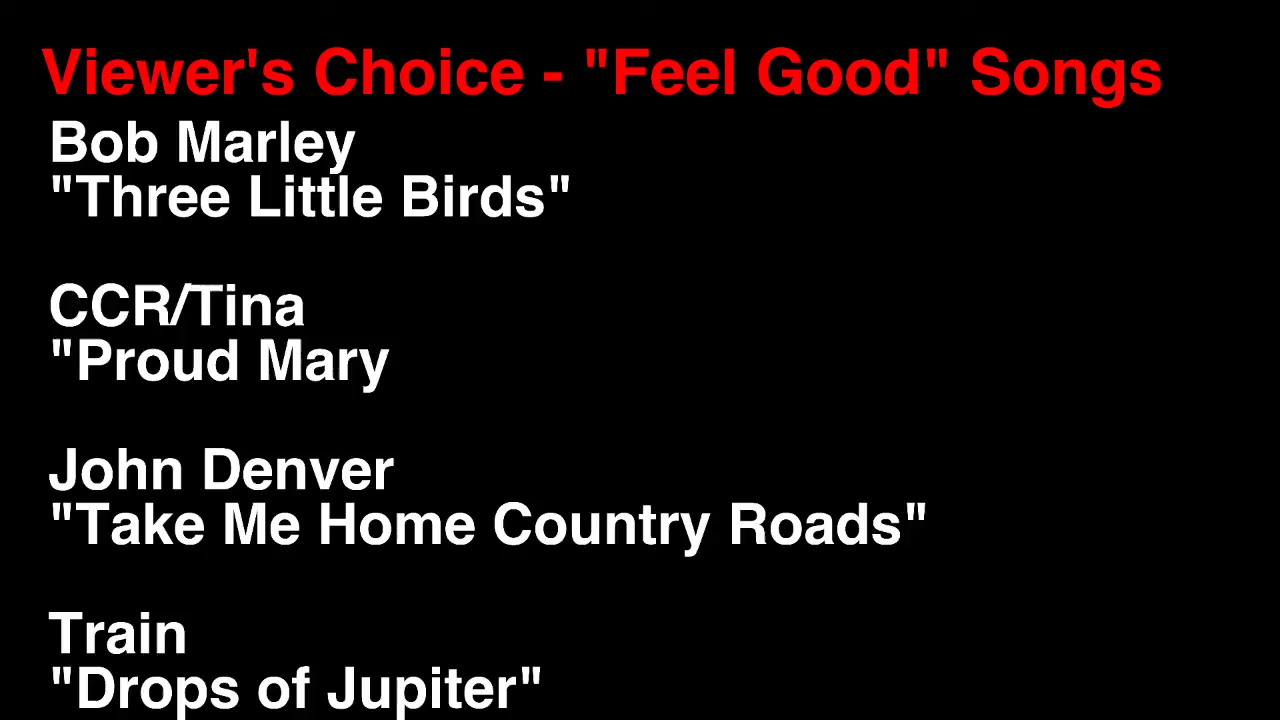 Viewer's Choice - "Feel Good" Songs
Bob Marley
"Three Little Birds"
CCR/Tina
"Proud Mary
John Denver
"Take Me Home Country Roads"
Train
"Drops of Jupiter"